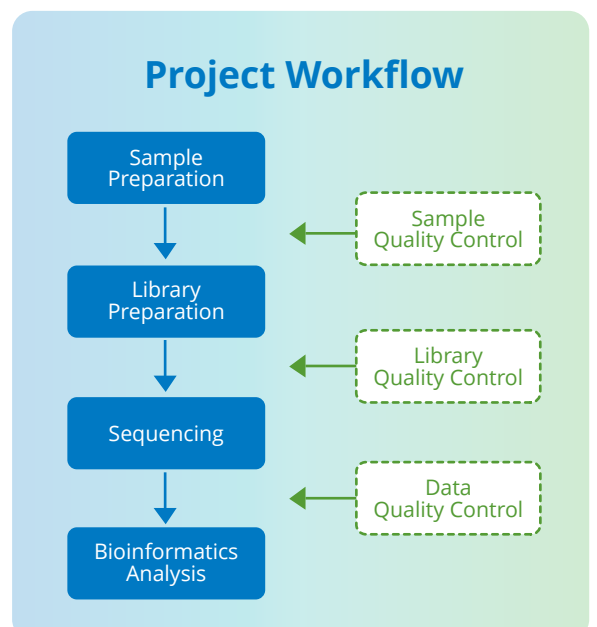 Project Workflow
Sample
Preparation
Sample
Quality Control
Library
Preparation
Library
Quality Control
Sequencing
Data
Quality Control
Bioinformatics
Analysis